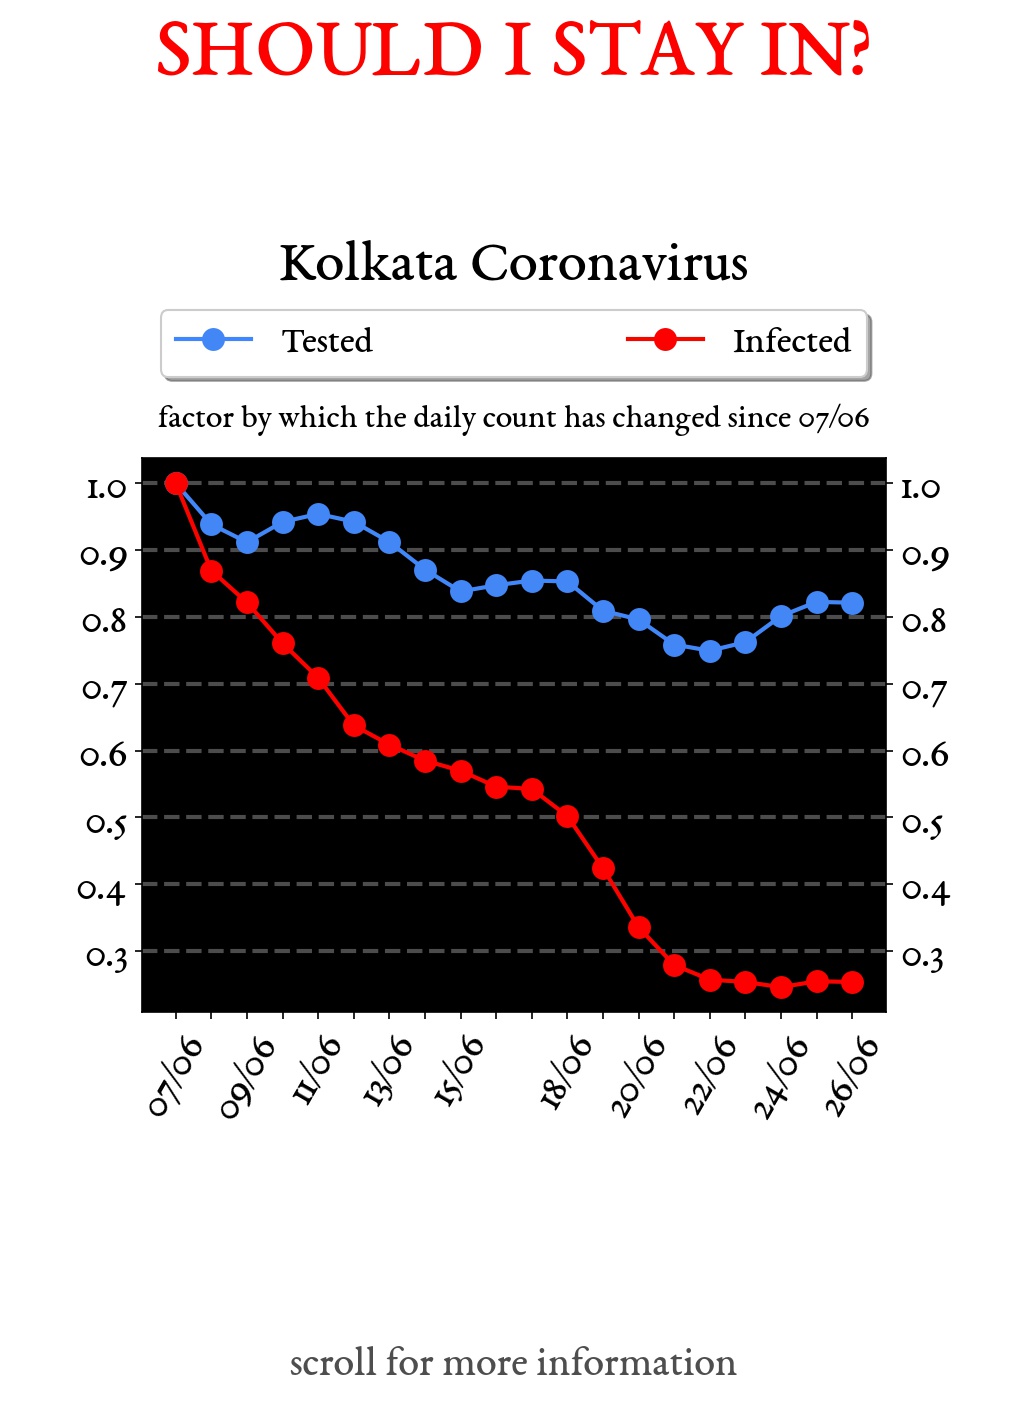 SHOULD I STAY IN?
Kolkata Coronavirus
Tested Infected
factor by which the daily count has changed since 07/06
1.0 1.0
0.9 0.9
0.8 0.8
0.7 0.7
0.6 0.6
0.5 0.5
0.4 0.4
0.3 0.3
07/06 09/06 11/06 13/06 15/06 18/06 20/06 22/06 24/06 26/06
scroll for more information